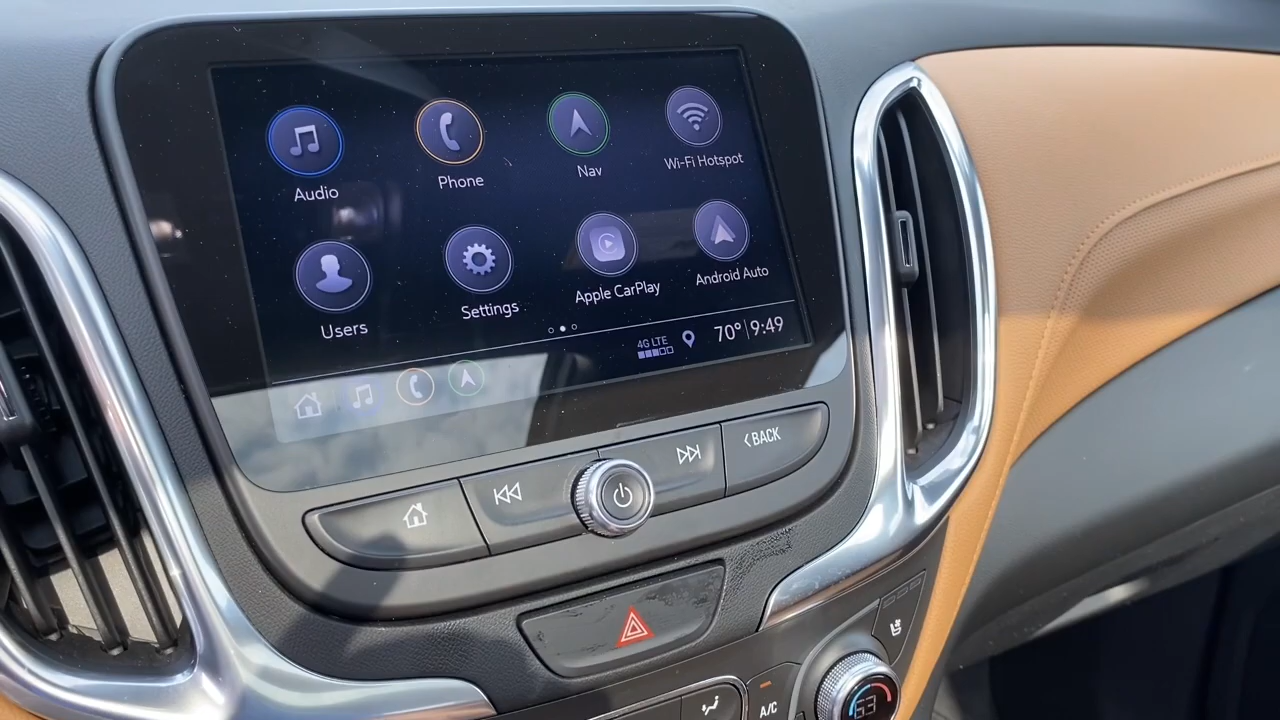 Audio
Phone
Nav
Wi-Fi Hotspot
Users
Settings
Apple CarPlay
Android Auto
4G LTE
70° 9:49
BACK
A/C
63